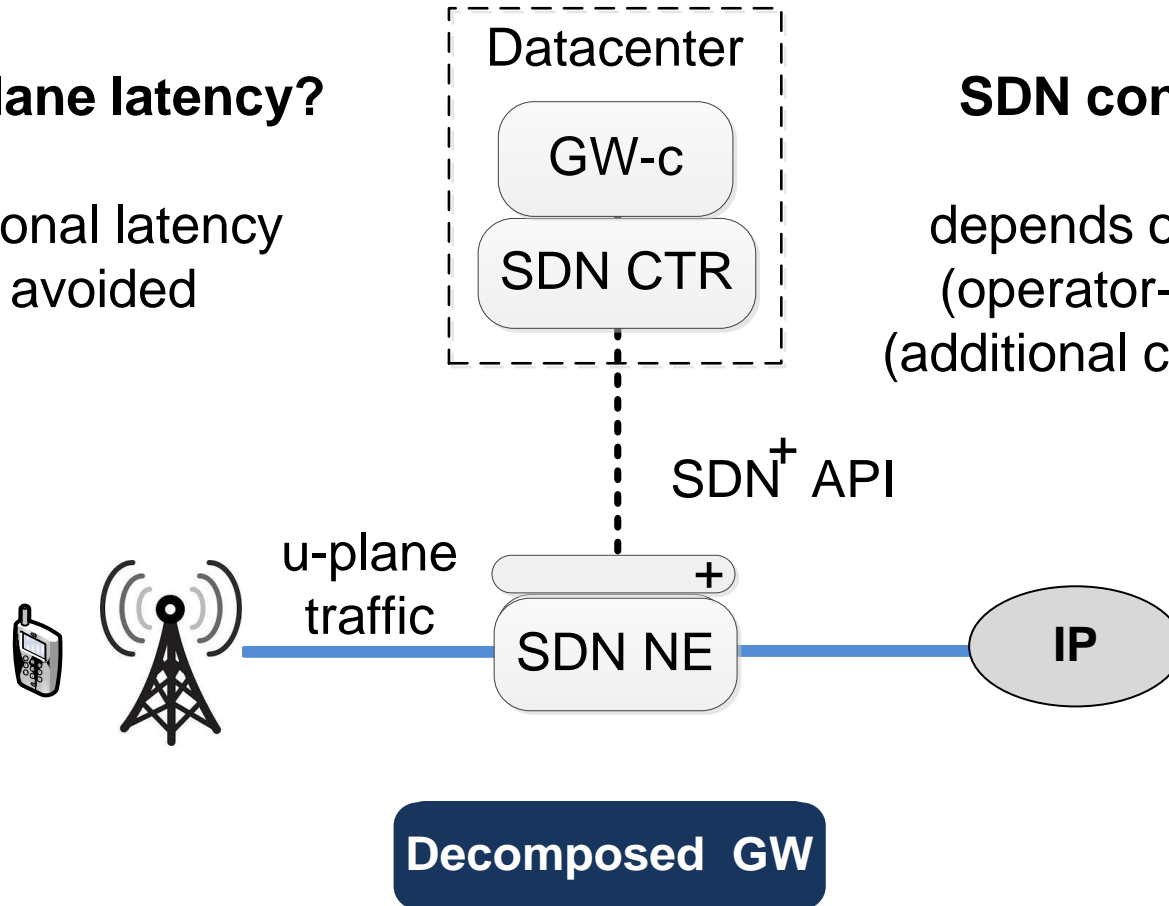 Datacenter
lane latency?
SDN con
GW-c
onal latency
avoided
SDN CTR
depends o
(operator-
(additional c
SDN+ API
u-plane
traffic
+
SDN NE
IP
Decomposed GW